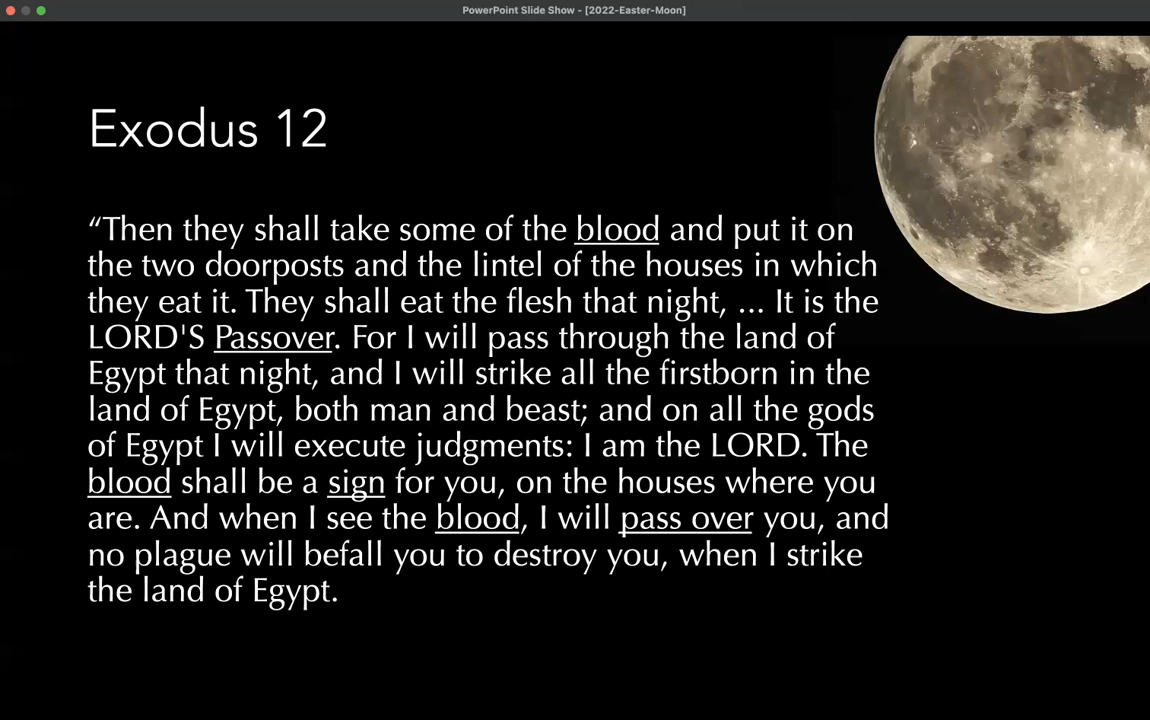 PowerPoint Slide Show - [2022-Easter-Moon]
Exodus 12
“Then they shall take some of the blood and put it on
the two doorposts and the lintel of the houses in which
they eat it. They shall eat the flesh that night, ... It is the
LORD'S Passover. For I will pass through the land of
Egypt that night, and I will strike all the firstborn in the
land of Egypt, both man and beast; and on all the gods
of Egypt I will execute judgments: I am the LORD. The
blood shall be a sign for you, on the houses where you
are. And when I see the blood, I will pass over you, and
no plague will befall you to destroy you, when I strike
the land of Egypt.